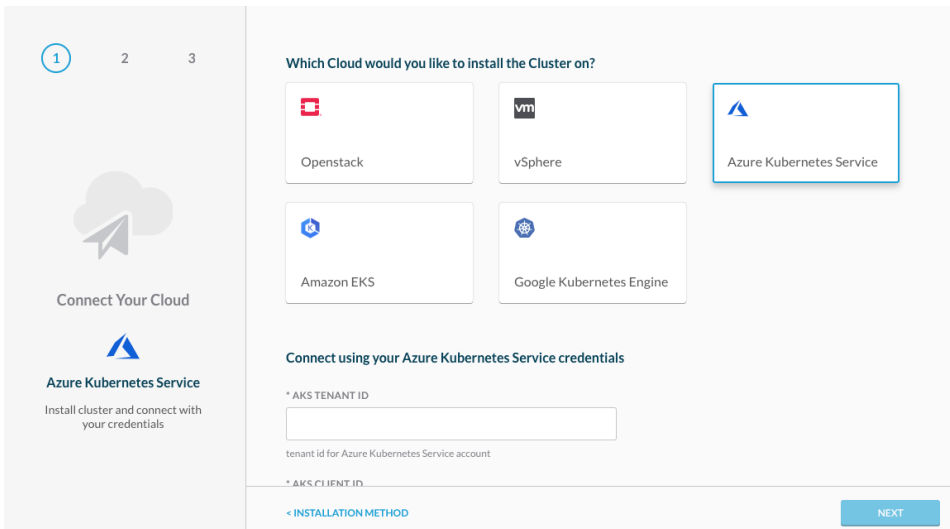 1 2 3
Connect Your Cloud
Azure Kubernetes Service
Install cluster and connect with
your credentials
Which Cloud would you like to install the Cluster on?
Openstack
vm
vSphere
Azure Kubernetes Service
K
Amazon EKS
Google Kubernetes Engine
Connect using your Azure Kubernetes Service credentials
* AKS TENANT ID
tenant id for Azure Kubernetes Service account
* AKS CLIENT ID
< INSTALLATION METHOD
NEXT